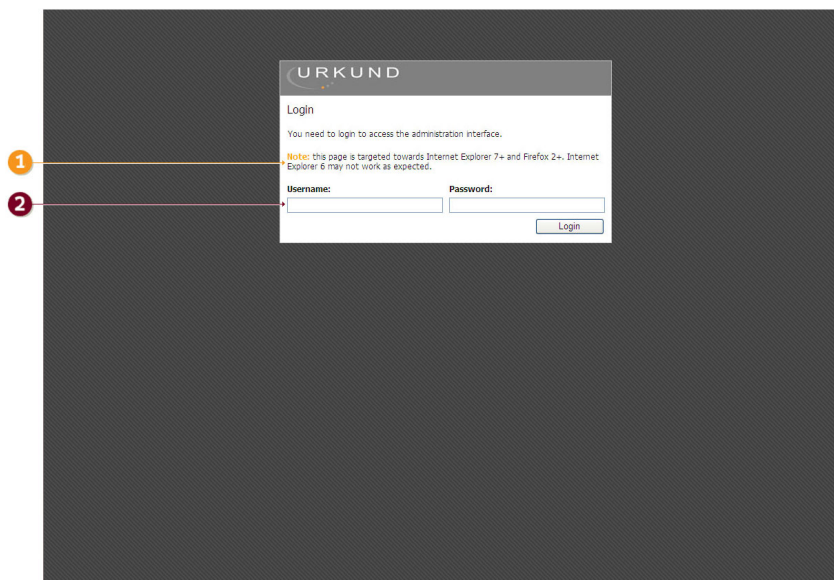 URKUND
Login
You need to login to access the administration interface.
1
Note: this page is targeted towards Internet Explorer 7+ and Firefox 2+. Internet
Explorer 6 may not work as expected.
2
Username: Password:
Login